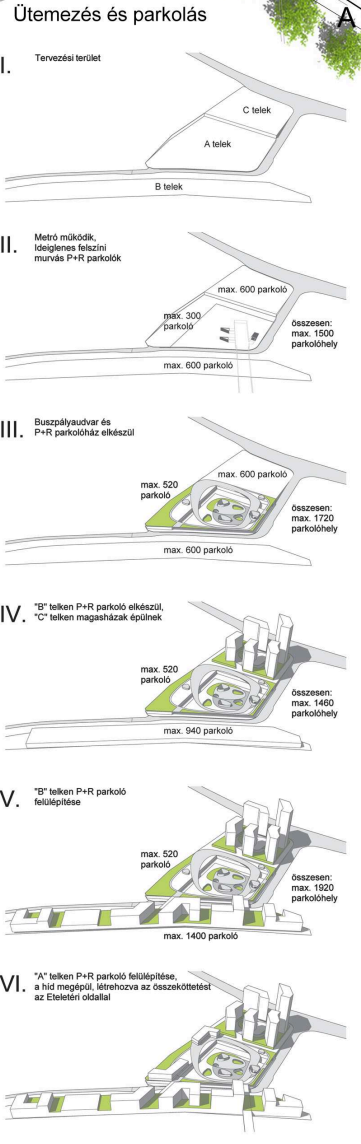 Ütemezés és parkolás
A
I.
Tervezési terület
C telek
A telek
B telek
II.
Metró működik,
Ideiglenes felszíni
murvás P+R parkolók
max. 600 parkoló
max. 300
parkoló
összesen:
max. 1500
parkolóhely
max. 600 parkoló
III.
Buszpályaudvar és
P+R parkolóház elkészül
max. 600 parkoló
max. 520
parkoló
összesen:
max. 1720
parkolóhely
max. 600 parkoló
IV.
"B" telken P+R parkoló elkészül,
"C" telken magasházak épülnek
max. 520
parkoló
összesen:
max. 1460
parkolóhely
max. 940 parkoló
V.
"B" telken P+R parkoló
felülépítése
max. 520
parkoló
összesen:
max. 1920
parkolóhely
max. 1400 parkoló
VI.
"A" telken P+R parkoló felülépítése,
a híd megépül, létrehozva az összeköttetést
az Eteletéri oldallal